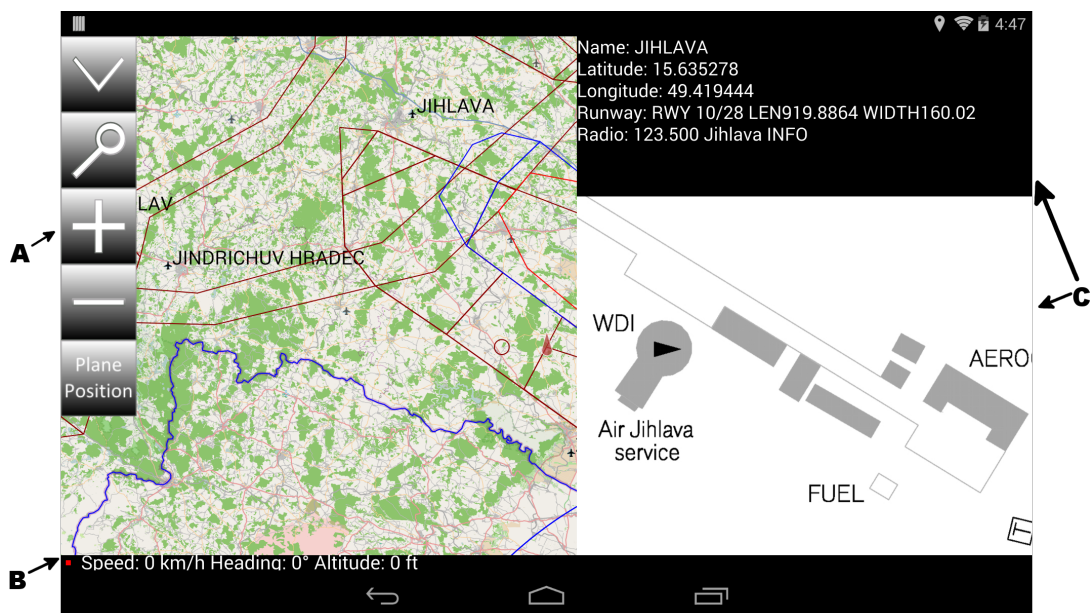 4:47
Name: JIHLAVA
Latitude: 15.635278
Longitude: 49.419444
Runway: RWY 10/28 LEN919.8864 WIDTH160.02
Radio: 123.500 Jihlava INFO
JIHLAVA
LAV
A
JINDRICHUV HRADEC
C
WDI
Plane
Position
AERO
Air Jihlava
service
FUEL
T
B
Speed: 0 km/h Heading: 0° Altitude: 0 ft